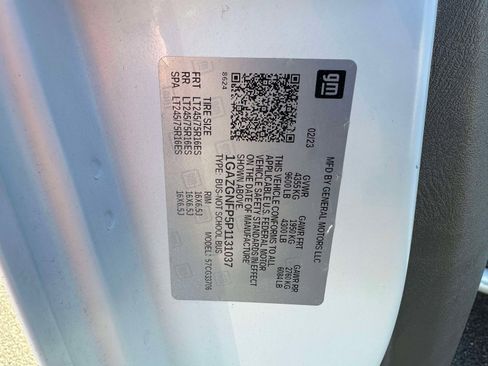 gm
MFD BY GENERAL MOTORS LLC
02/23
GVWR GAWR FRT GAWR RR
4355 KG 1950 KG 2760 KG
9600 LB 4300 LB 6084 LB
THIS VEHICLE CONFORMS TO ALL
APPLICABLE U.S. FEDERAL MOTOR
VEHICLE SAFETY STANDARDS IN EFFECT
ON THE DATE OF MANUFACTURE
SHOWN ABOVE.
1GAZGNFP5P1131037
TYPE: BUS-NOT SCHOOL BUS MODEL:
8624
TIRE SIZE RIM
FRT LT245/75R16ES 16X6.5J
RR LT245/75R16ES 16X6.5J
SPA LT245/75R16ES 16X6.5J